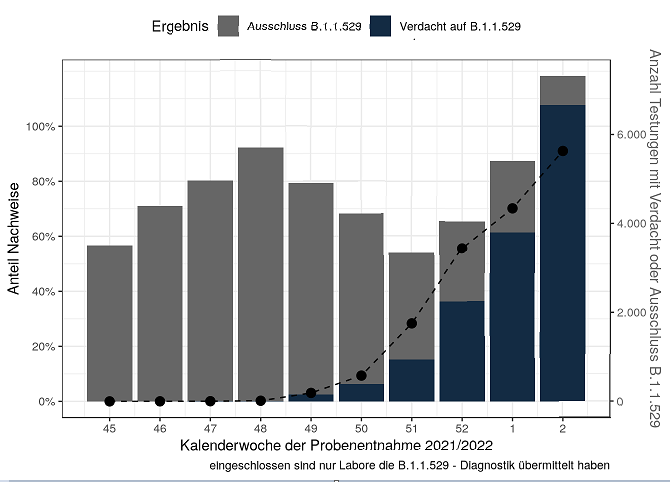 Ergebnis Ausschluss B.1.1.529 Verdacht auf B.1.1.529
100%
80%
60%
40%
20%
0%
Anteil Nachweise
6.000
4.000
2.000
0
Anzahl Testungen mit Verdacht oder Ausschluss B.1.1.529
45 46 47 48 49 50 51 52 1 2
Kalenderwoche der Probenentnahme 2021/2022
eingeschlossen sind nur Labore die B.1.1.529 - Diagnostik übermittelt haben